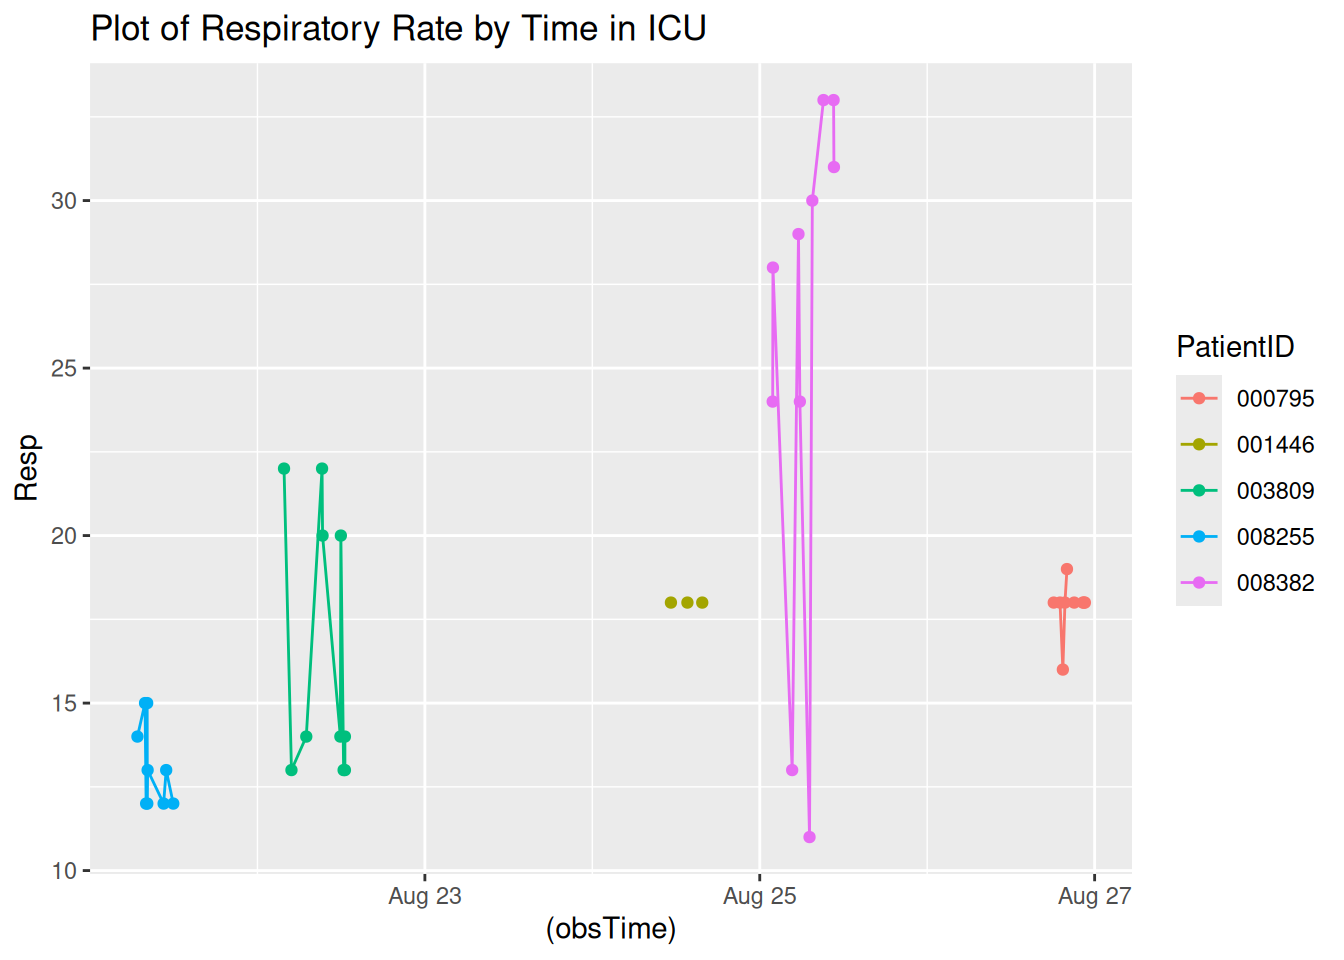 Plot of Respiratory Rate by Time in ICU
Resp
30
25
20
15
10
Aug 23
Aug 25
Aug 27
(obsTime)
PatientID
000795
001446
003809
008255
008382